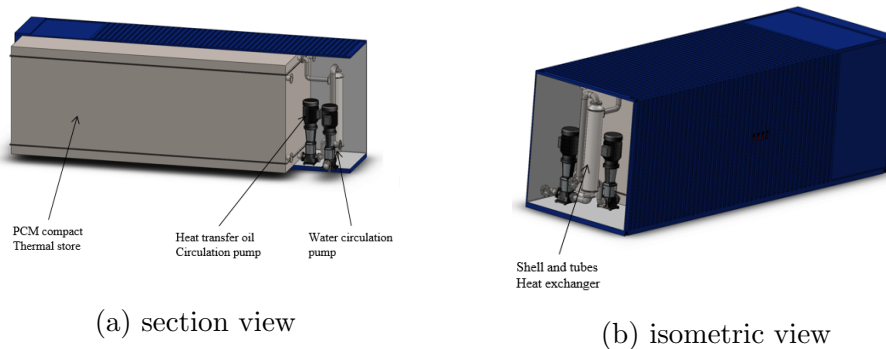 PCM compact
Thermal store
Heat transfer oil
Circulation pump
Water circulation
pump
(a) section view
Shell and tubes
Heat exchanger
(b) isometric view